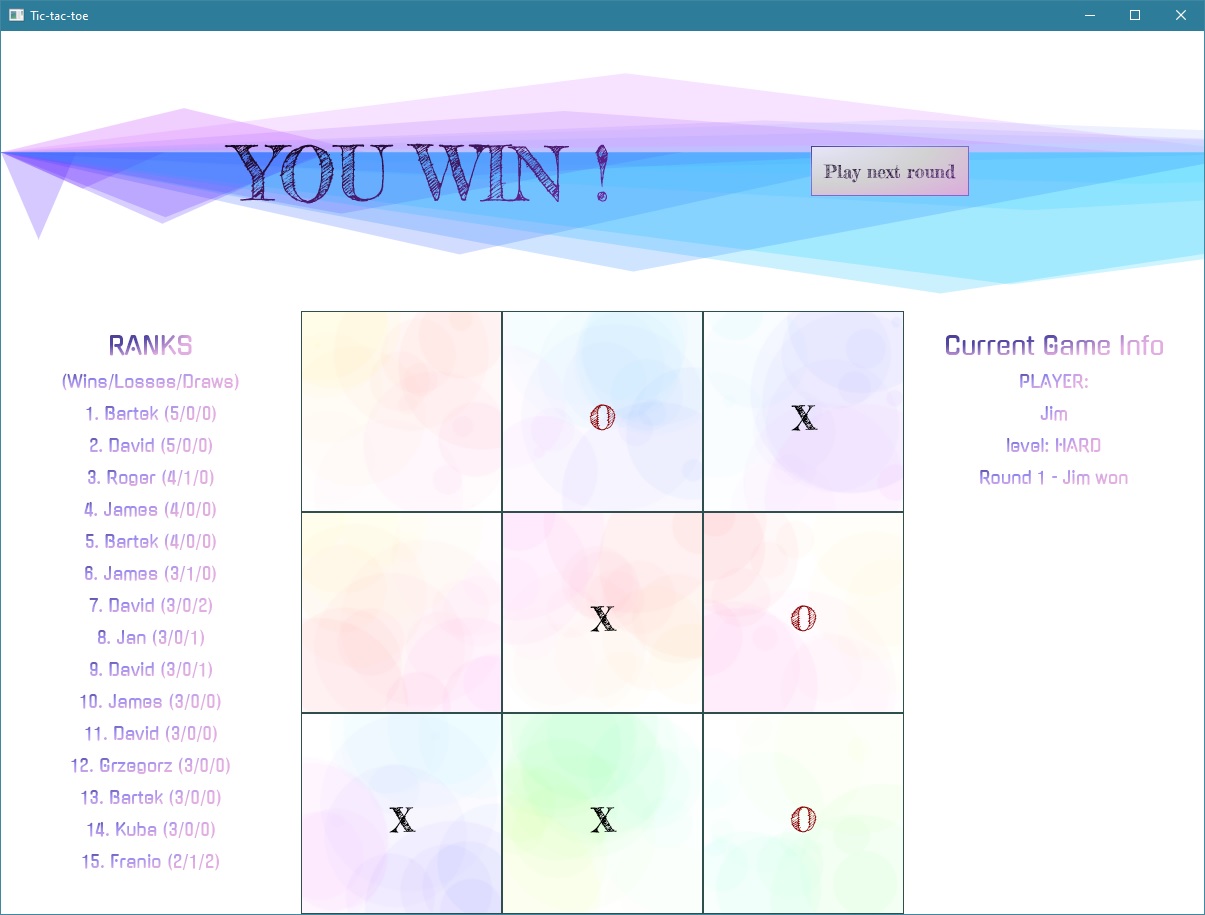 Tic-tac-toe
YOU WIN !
Play next round
RANKS
(Wins/Losses/Draws)
1. Bartek (5/0/0)
2. David (5/0/0)
3. Roger (4/1/0)
4. James (4/0/0)
5. Bartek (4/0/0)
6. James (3/1/0)
7. David (3/0/2)
8. Jan (3/0/1)
9. David (3/0/1)
10. James (3/0/0)
11. David (3/0/0)
12. Grzegorz (3/0/0)
13. Bartek (3/0/0)
14. Kuba (3/0/0)
15. Franio (2/1/2)
O X
X O
X X O
Current Game Info
PLAYER:
Jim
level: HARD
Round 1 - Jim won